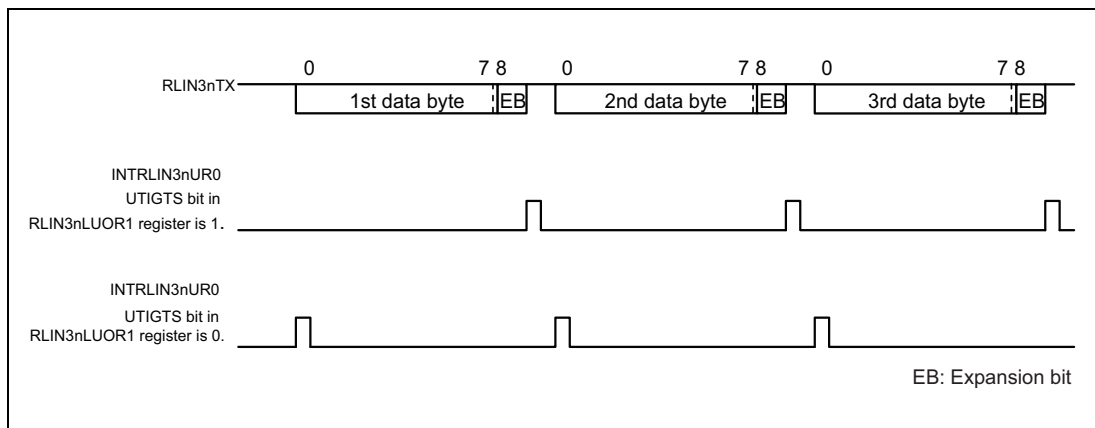 0 7 8 0 7 8 0 7 8
RLIN3nTX
1st data byte EB 2nd data byte EB 3rd data byte EB
INTRLIN3nUR0
UTIGTS bit in
RLIN3nLUOR1 register is 1.
INTRLIN3nUR0
UTIGTS bit in
RLIN3nLUOR1 register is 0.
EB: Expansion bit